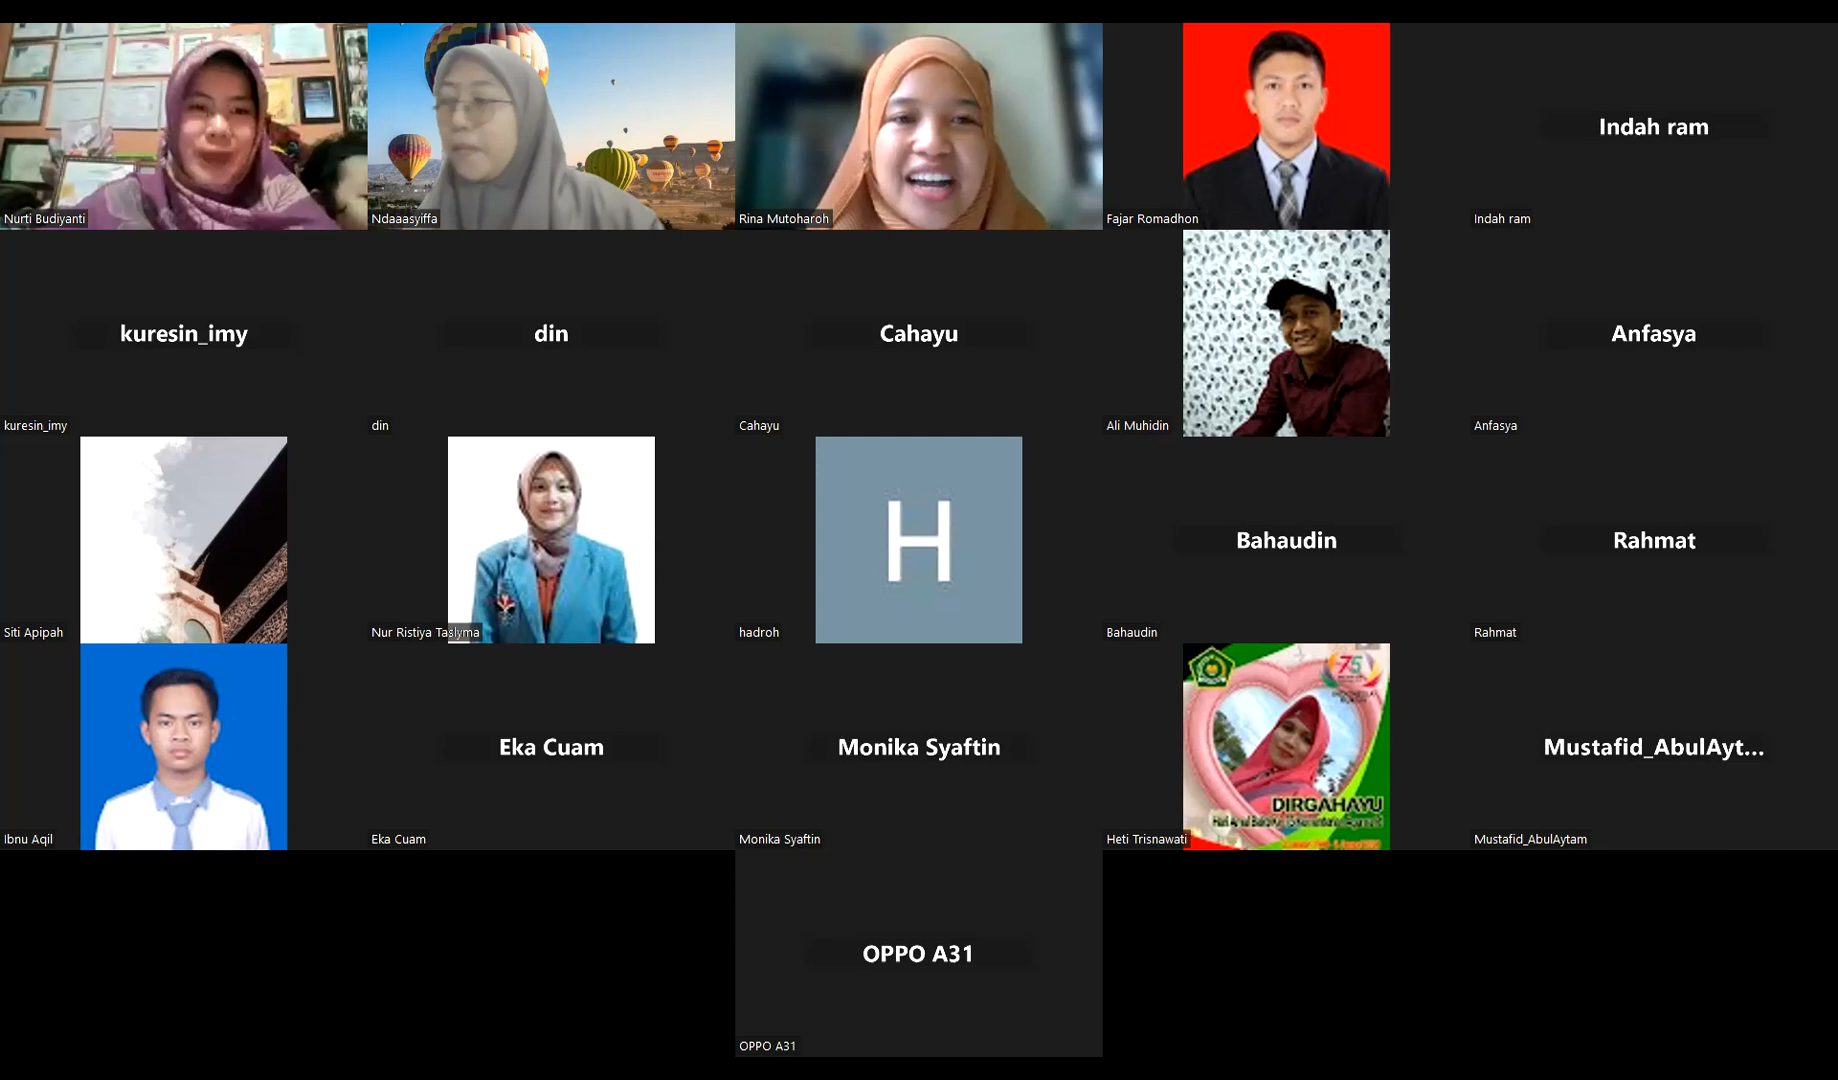 Nurti Budiyanti
Ndaaasyiffa
Rina Mutoharoh
Fajar Romadhon
Indah ram
Indah ram
kuresin_imy
kuresin_imy
din
din
Cahayu
Cahayu
Ali Muhidin
Anfasya
Anfasya
Siti Apipah
Nur Ristiya Taslyma
H
hadroh
Bahaudin
Bahaudin
Rahmat
Rahmat
Ibnu Aqil
Eka Cuam
Eka Cuam
Monika Syaftin
Monika Syaftin
75
DIRGAHAYU
Heti Trisnawati
Mustafid_AbulAyt...
Mustafid_AbulAytam
OPPO A31
OPPO A31